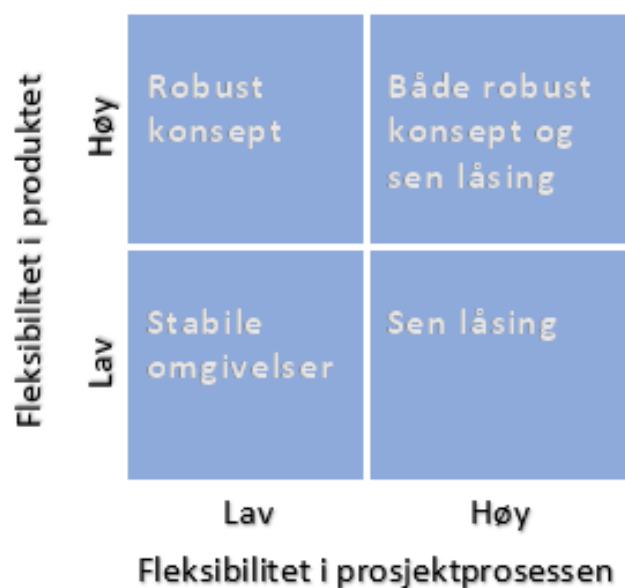 Fleksibilitet i produktet
Høy
Robust
konsept
Både robust
konsept og
sen låsing
Lav
Stabile
omgivelser
Sen låsing
Lav
Høy
Fleksibilitet i prosjektprosessen